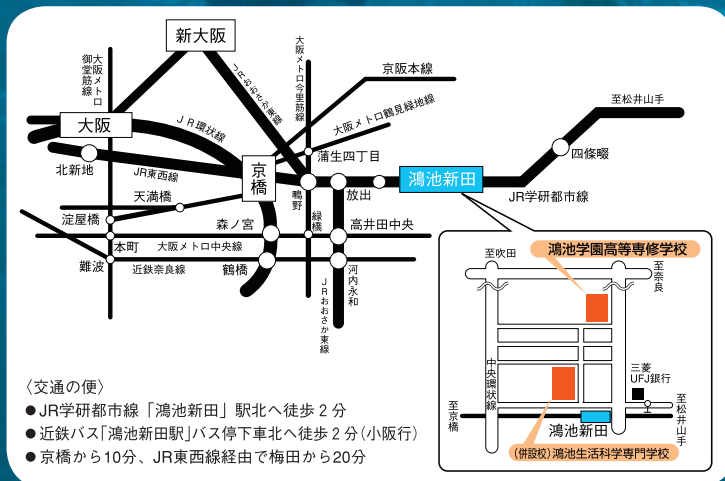 新大阪
大阪メトロ
御堂筋線
JRおおさか東線
大阪メトロ今里筋線
京阪本線
至松井山手
大阪
JR環状線
大阪メトロ鶴見緑地線
蒲生四丁目
四條畷
北新地
JR東西線
京橋
鴫野
放出
鴻池新田
JR学研都市線
天満橋
淀屋橋
森ノ宮
緑橋
高井田中央
本町
大阪メトロ中央線
難波
近鉄奈良線
鶴橋
河内永和
JRおおさか東線
至吹田
鴻池学園高等専修学校
至奈良
中央環状線
三菱
UFJ銀行
至京橋
鴻池新田
至松井山手
(併設校)鴻池生活科学専門学校
〈交通の便〉
●JR学研都市線「鴻池新田」駅北へ徒歩2分
●近鉄バス「鴻池新田駅」バス停下車北へ徒歩2分(小阪行)
●京橋から10分、JR東西線経由で梅田から20分